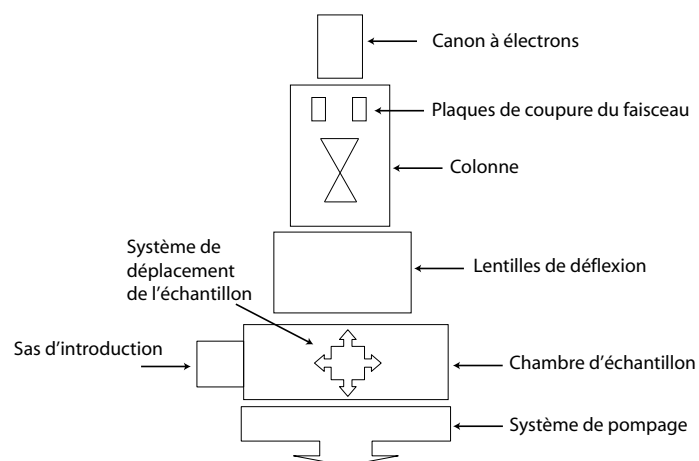 Canon à électrons
Plaques de coupure du faisceau
Colonne
Système de
déplacement
de l'échantillon
Lentilles de déflexion
Sas d'introduction
Chambre d'échantillon
Système de pompage